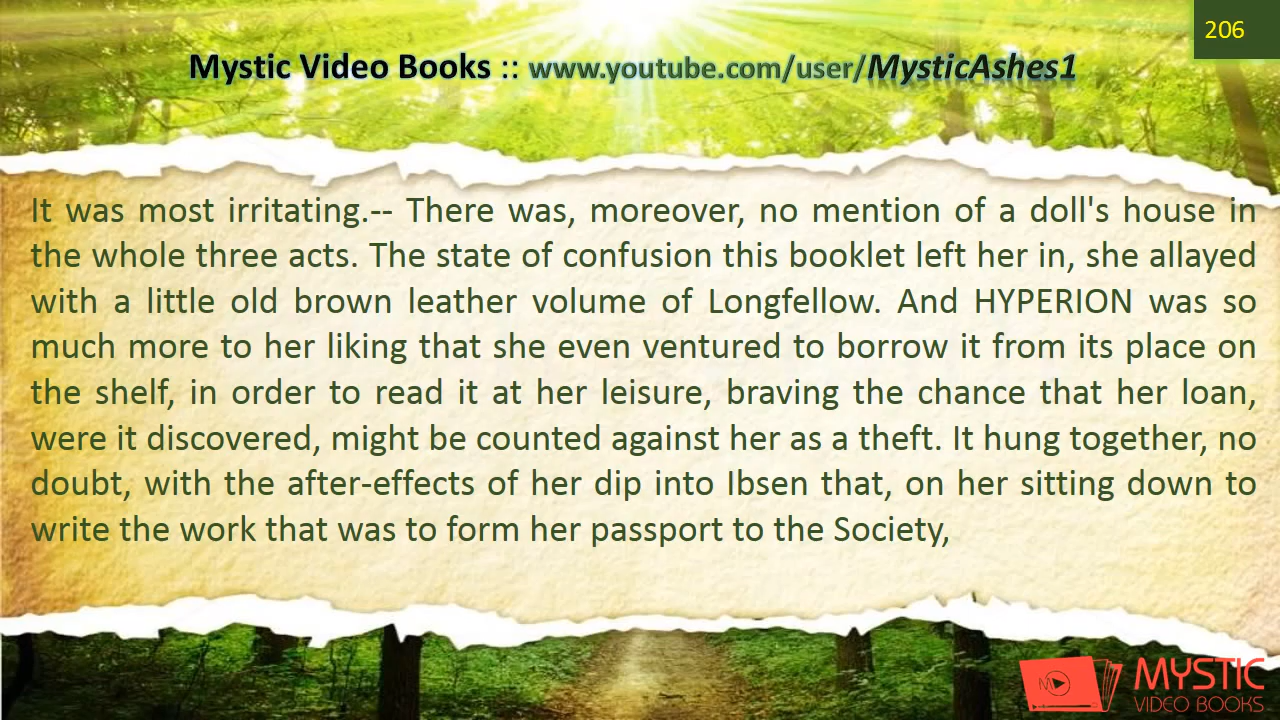 206
Mystic Video Books :: www.youtube.com/user/MysticAshes1
It was most irritating.-- There was, moreover, no mention of a doll's house in
the whole three acts. The state of confusion this booklet left her in, she allayed
with a little old brown leather volume of Longfellow. And HYPERION was so
much more to her liking that she even ventured to borrow it from its place on
the shelf, in order to read it at her leisure, braving the chance that her loan,
were it discovered, might be counted against her as a theft. It hung together, no
doubt, with the after-effects of her dip into Ibsen that, on her sitting down to
write the work that was to form her passport to the Society,
MYSTIC
VIDEO BOOKS